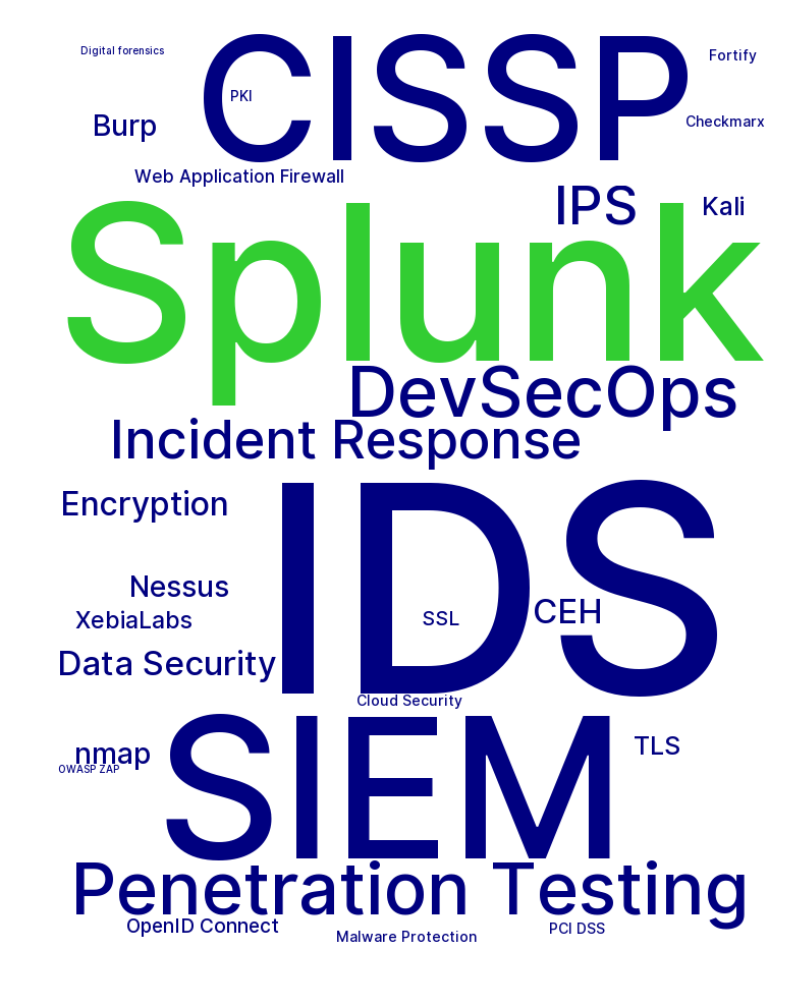 Digital forensics
CISSP
Fortify
PKI
Burp
Checkmarx
Web Application Firewall
IPS
Kali
Splunk
DevSecOps
Incident Response
Encryption
IDS
Nessus
XebiaLabs
SSL
CEH
Data Security
Cloud Security
nmap
OWASP ZAP
SIEM
TLS
Penetration Testing
OpenID Connect
Malware Protection
PCI DSS